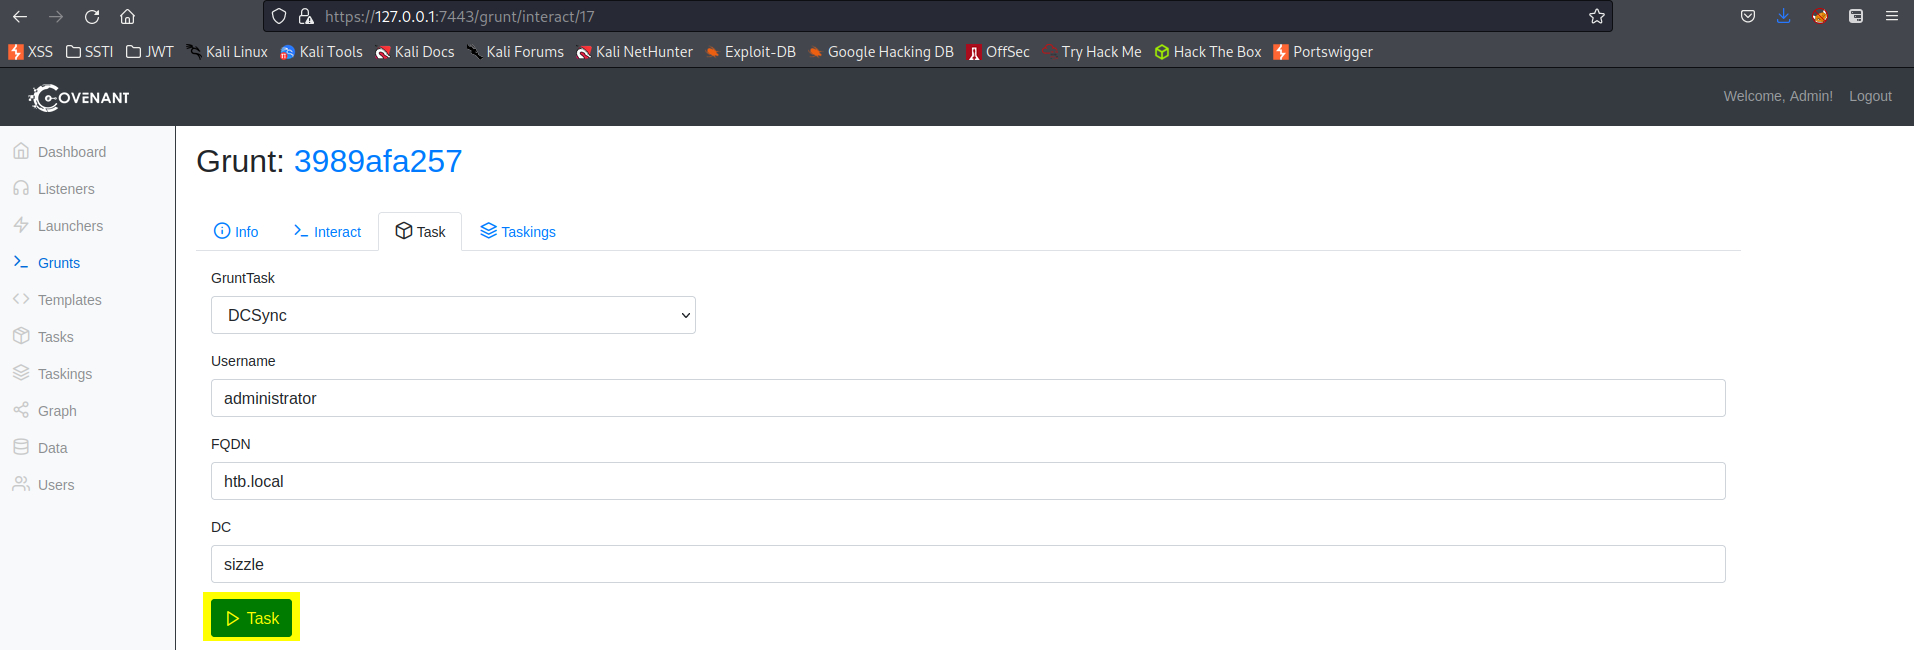 https://127.0.0.1:7443/grunt/interact/17
XSS SSTI JWT Kali Linux Kali Tools Kali Docs Kali Forums Kali NetHunter Exploit-DB Google Hacking DB OffSec Try Hack Me Hack The Box Portswigger
COVENANT Welcome, Admin! Logout
Dashboard
Listeners
Launchers
Grunts
Templates
Tasks
Taskings
Graph
Data
Users
Grunt: 3989afa257
Info Interact Task Taskings
GruntTask
DCSync
Username
administrator
FQDN
htb.local
DC
sizzle
Task